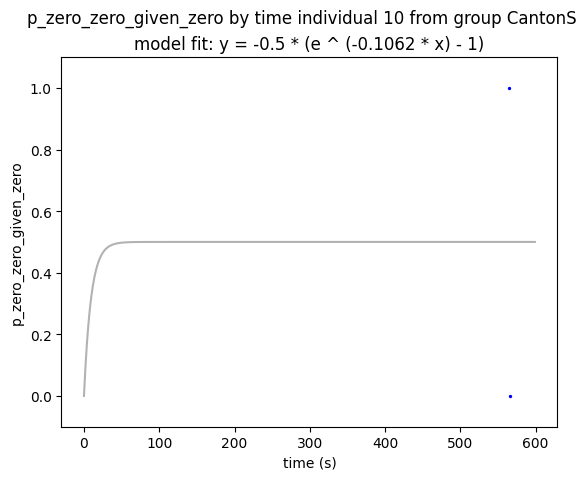 p_zero_zero_given_zero by time individual 10 from group CantonS
model fit: y = -0.5 * (e ^ (-0.1062 * x) - 1)
p_zero_zero_given_zero
1.0
0.8
0.6
0.4
0.2
0.0
0 100 200 300 400 500 600
time (s)